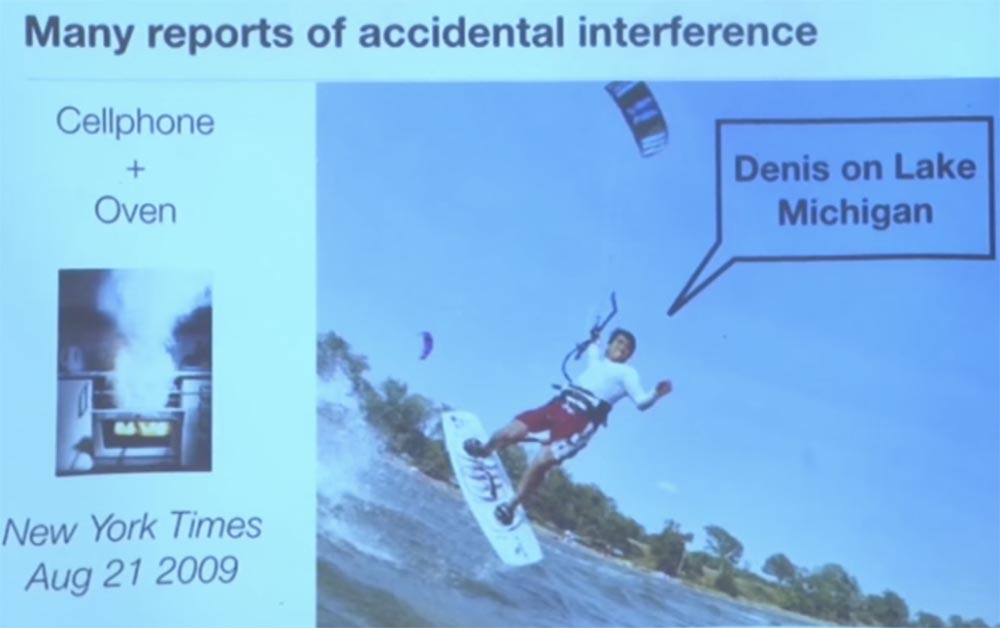 Many reports of accidental interference
Cellphone
+
Oven
New York Times
Aug 21 2009
Denis on Lake
Michigan